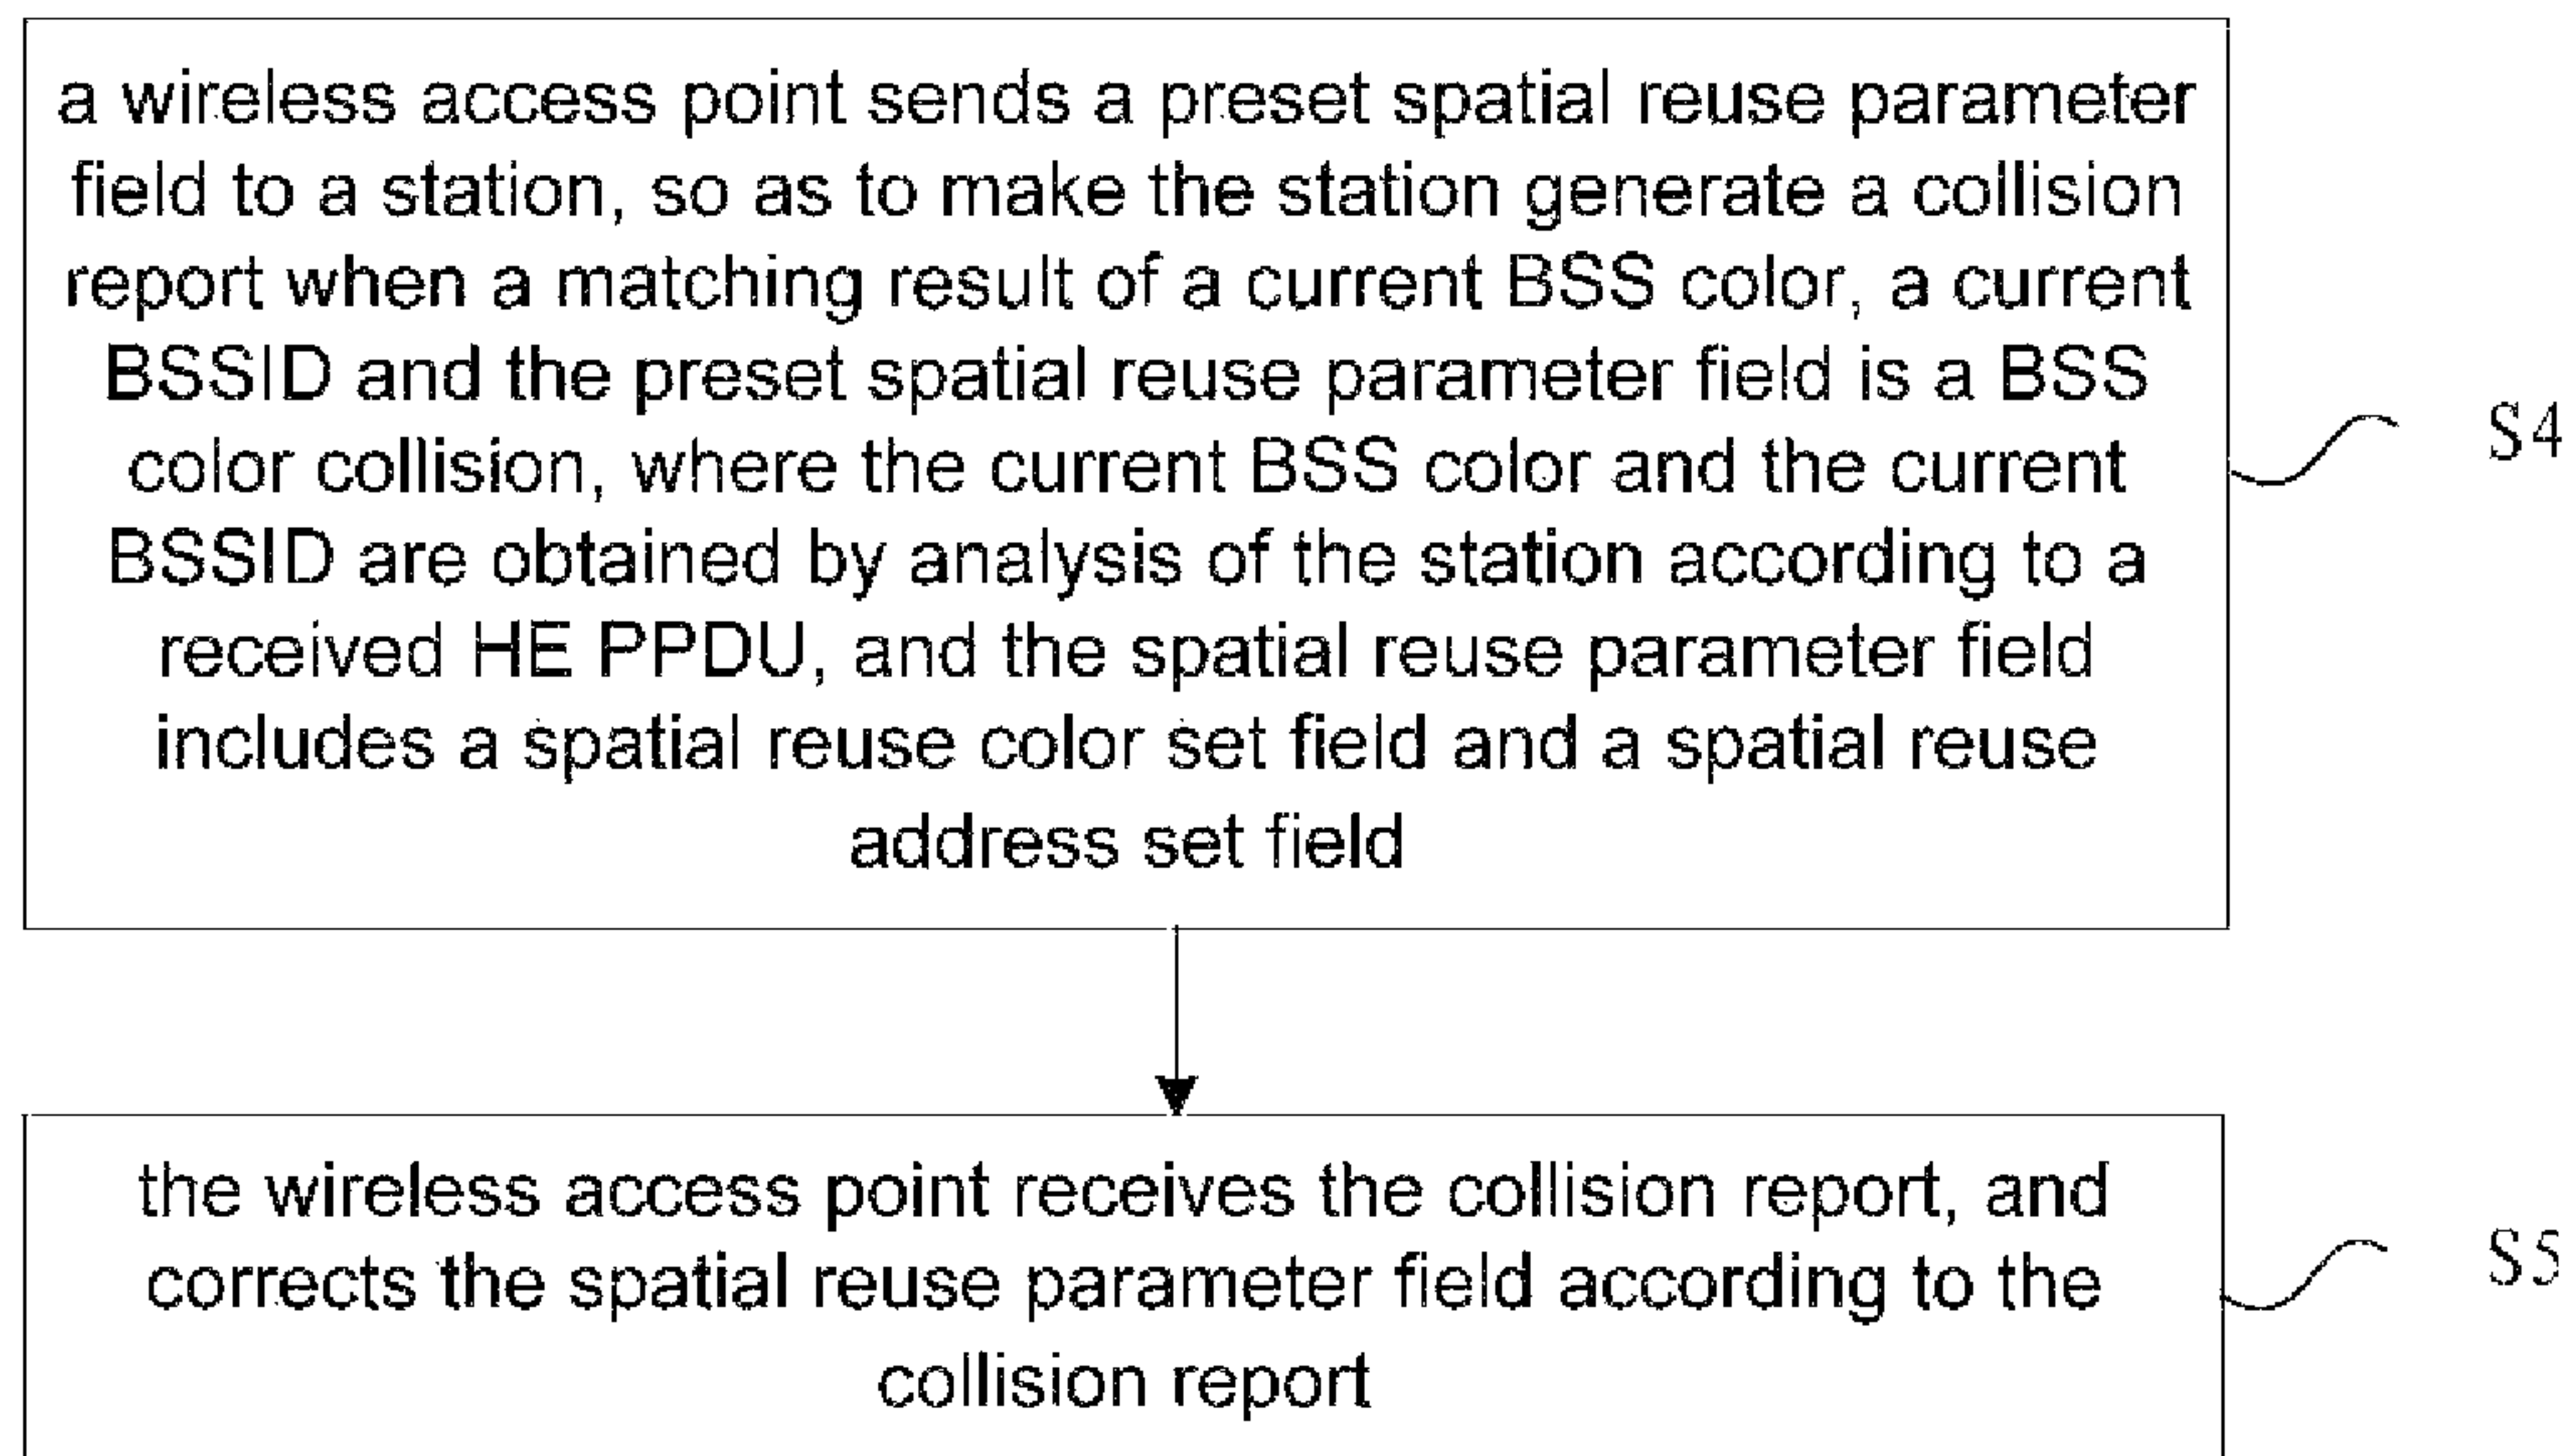 a wireless access point sends a preset spatial reuse parameter
field to a station, so as to make the station generate a collision
report when a matching result of a current BSS color, a current
BSSID and the preset spatial reuse parameter field is a BSS
color collision, where the current BSS color and the current
BSSID are obtained by analysis of the station according to a
received HE PPDU, and the spatial reuse parameter field
includes a spatial reuse color set field and a spatial reuse
address set field
S4
the wireless access point receives the collision report, and
corrects the spatial reuse parameter field according to the
collision report
S5